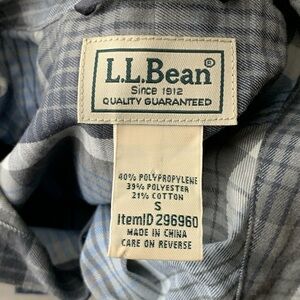 L.L.Bean®
Since 1912
QUALITY GUARANTEED
40% POLYPROPYLENE
39% POLYESTER
21% COTTON
S
ItemID 296960
MADE IN CHINA
CARE ON REVERSE